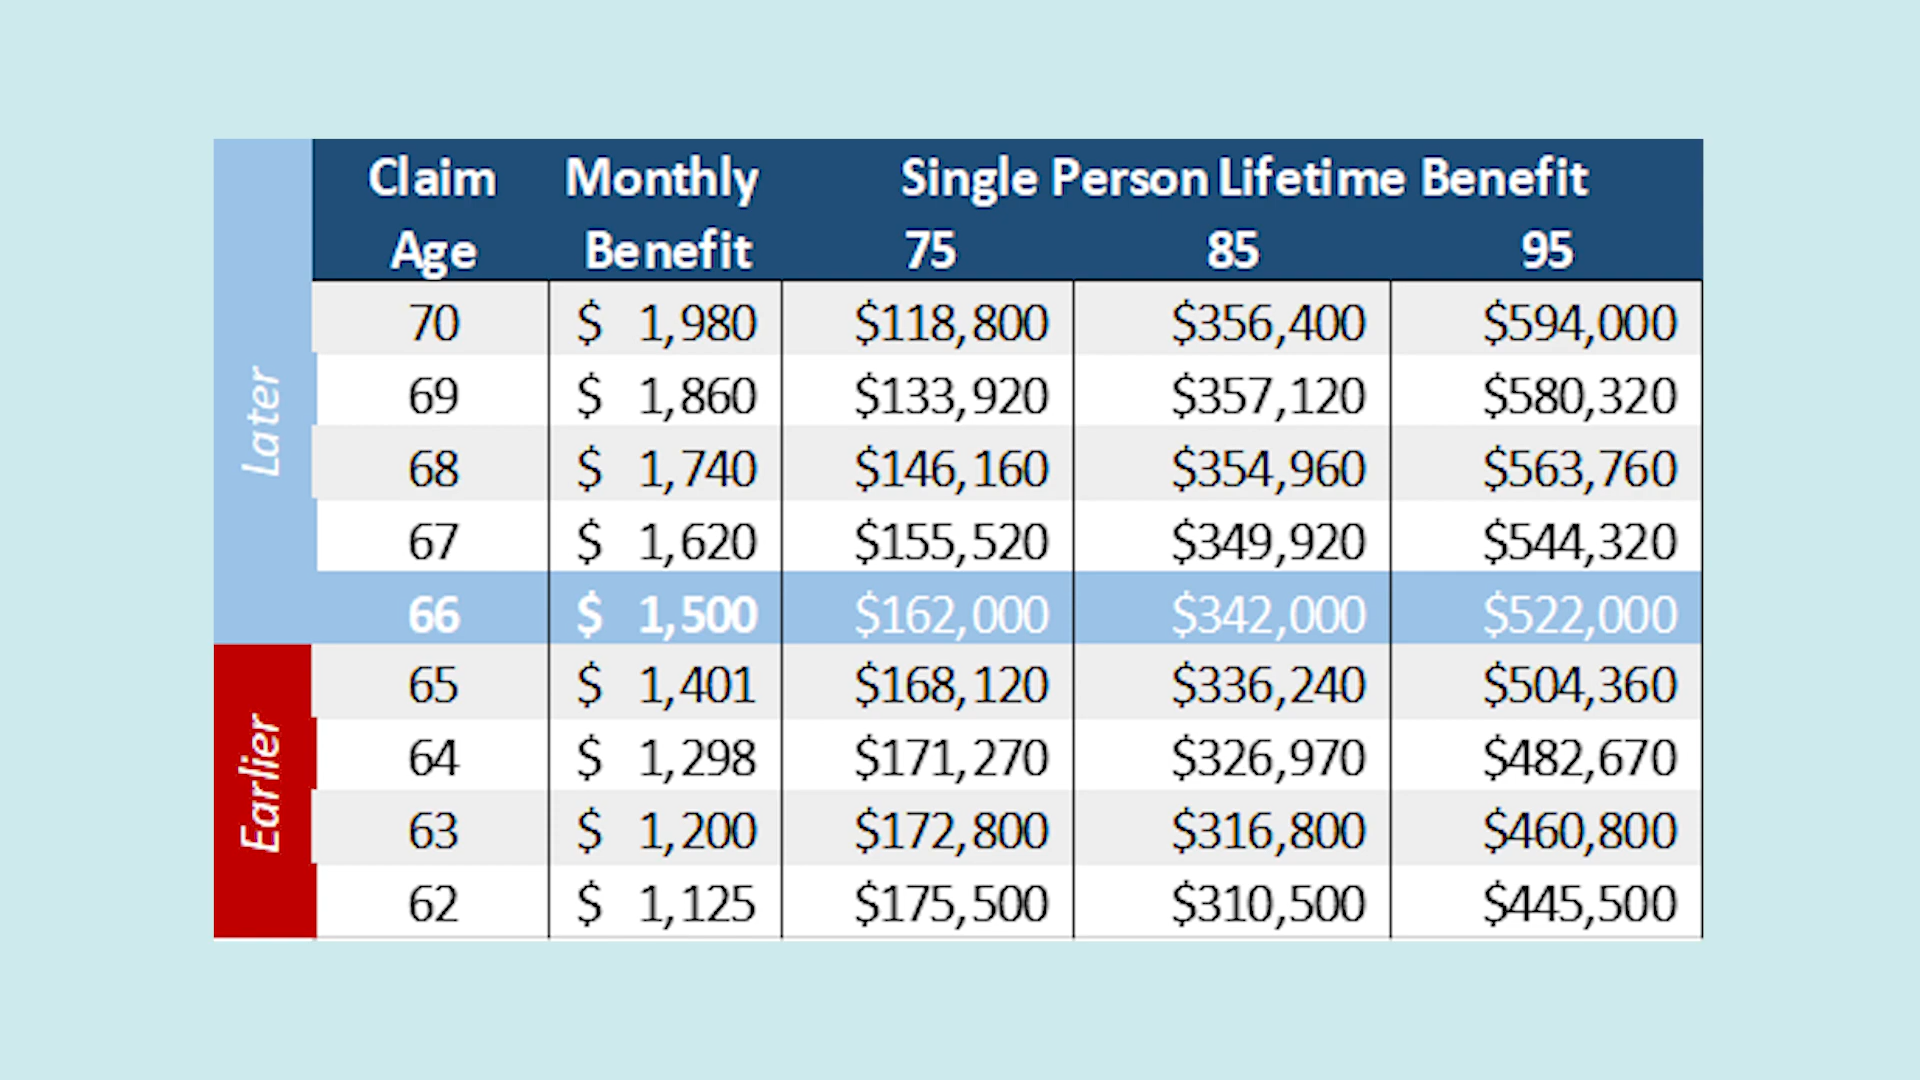 Claim Monthly Single Person Lifetime Benefit
Age Benefit 75 85 95
Later
70 $ 1,980 $118,800 $356,400 $594,000
69 $ 1,860 $133,920 $357,120 $580,320
68 $ 1,740 $146,160 $354,960 $563,760
67 $ 1,620 $155,520 $349,920 $544,320
66 $ 1,500 $162,000 $342,000 $522,000
Earlier
65 $ 1,401 $168,120 $336,240 $504,360
64 $ 1,298 $171,270 $326,970 $482,670
63 $ 1,200 $172,800 $316,800 $460,800
62 $ 1,125 $175,500 $310,500 $445,500